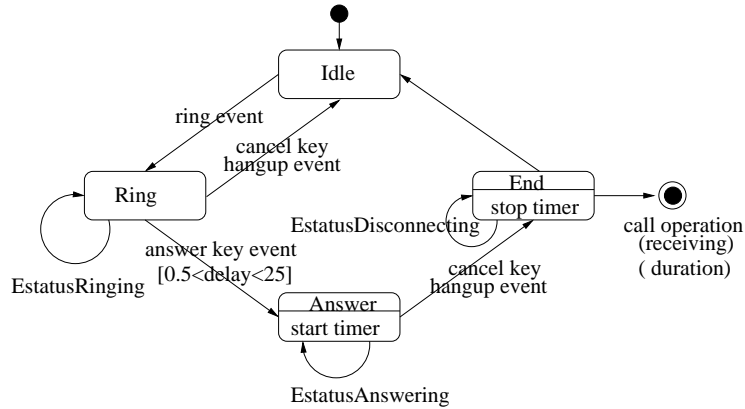 Idle
ring event
cancel key
hangup event
Ring
End
stop timer
EstatusDisconnecting
call operation
(receiving)
( duration)
answer key event
[0.5<delay<25]
EstatusRinging
cancel key
hangup event
Answer
start timer
EstatusAnswering